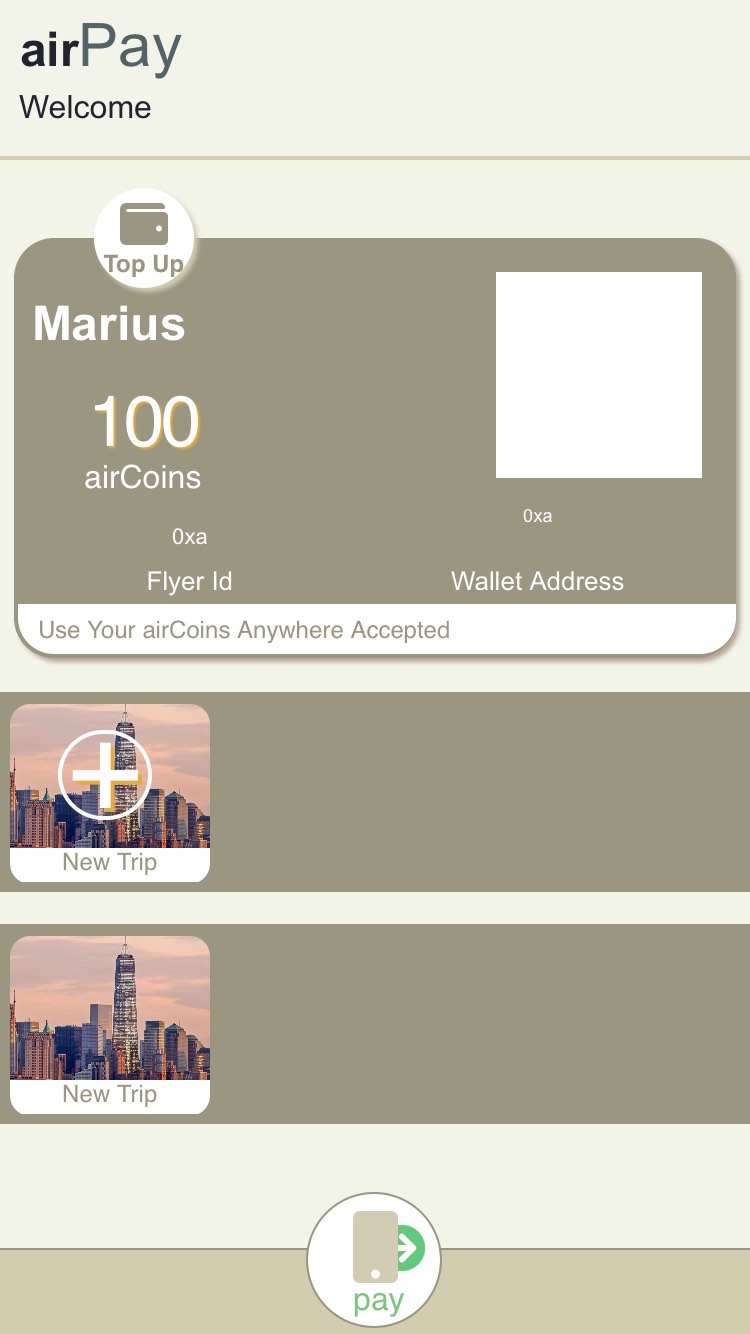 airPay
Welcome
Top Up
Marius
100
airCoins
0xa
0xa
Flyer Id
Wallet Address
Use Your airCoins Anywhere Accepted
New Trip
New Trip
pay